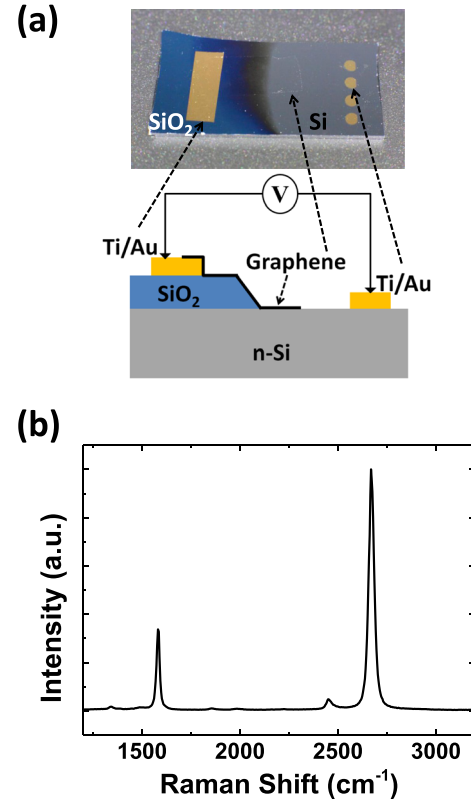 (a)
SiO₂
Si
V
Ti/Au
Graphene
Ti/Au
SiO₂
n-Si
(b)
Intensity (a.u.)
1500 2000 2500 3000
Raman Shift (cm⁻¹)